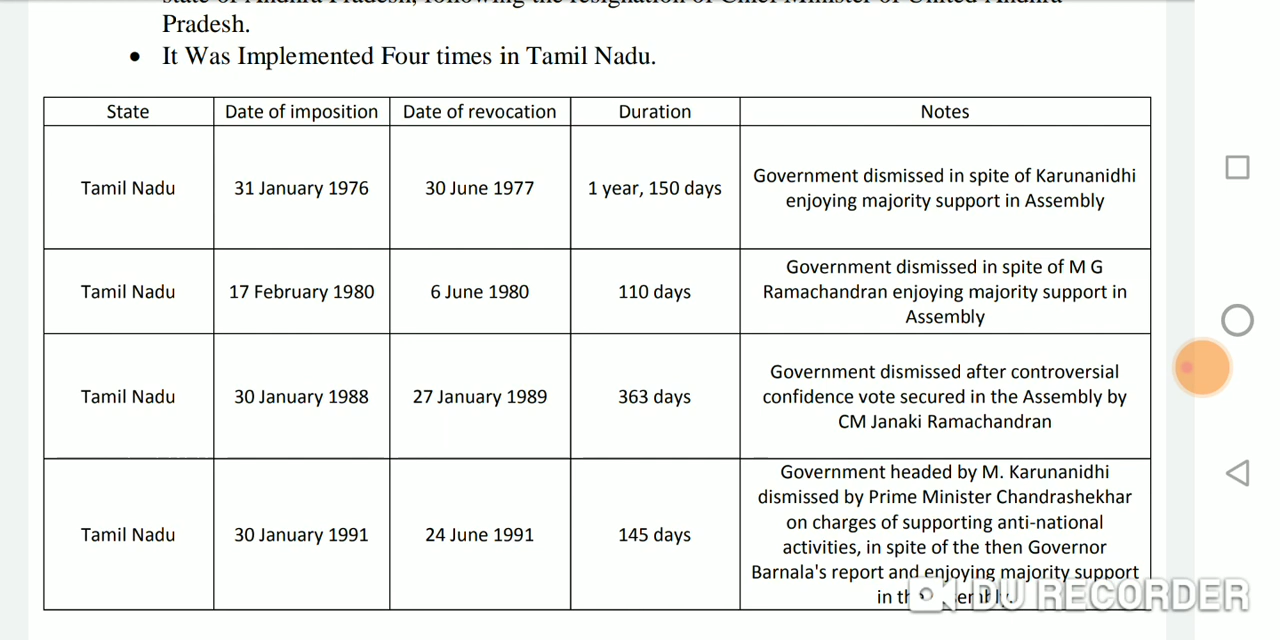 Pradesh.
• It Was Implemented Four times in Tamil Nadu.
State Date of imposition Date of revocation Duration Notes
Tamil Nadu 31 January 1976 30 June 1977 1 year, 150 days Government dismissed in spite of Karunanidhi
enjoying majority support in Assembly
Tamil Nadu 17 February 1980 6 June 1980 110 days Government dismissed in spite of M G
Ramachandran enjoying majority support in
Assembly
Tamil Nadu 30 January 1988 27 January 1989 363 days Government dismissed after controversial
confidence vote secured in the Assembly by
CM Janaki Ramachandran
Tamil Nadu 30 January 1991 24 June 1991 145 days Government headed by M. Karunanidhi
dismissed by Prime Minister Chandrashekhar
on charges of supporting anti-national
activities, in spite of the then Governor
Barnala's report and enjoying majority support
in
DU RECORDER